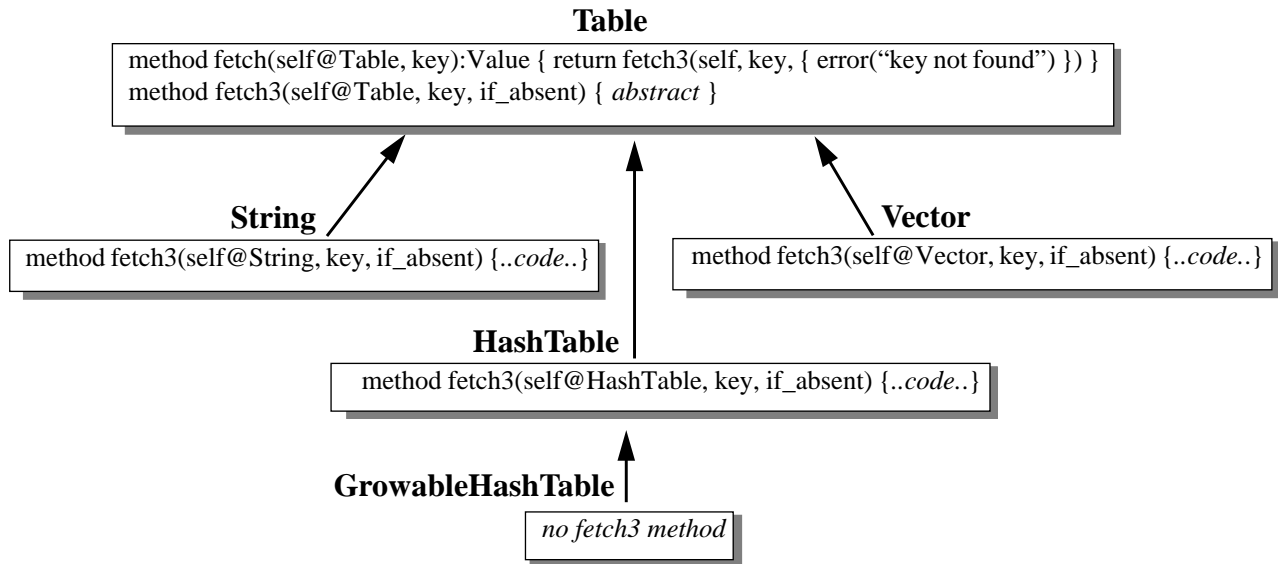 Table
method fetch(self@Table, key):Value { return fetch3(self, key, { error(“key not found”) }) }
method fetch3(self@Table, key, if_absent) { abstract }
String
method fetch3(self@String, key, if_absent) {..code..}
Vector
method fetch3(self@Vector, key, if_absent) {..code..}
HashTable
method fetch3(self@HashTable, key, if_absent) {..code..}
GrowableHashTable
no fetch3 method